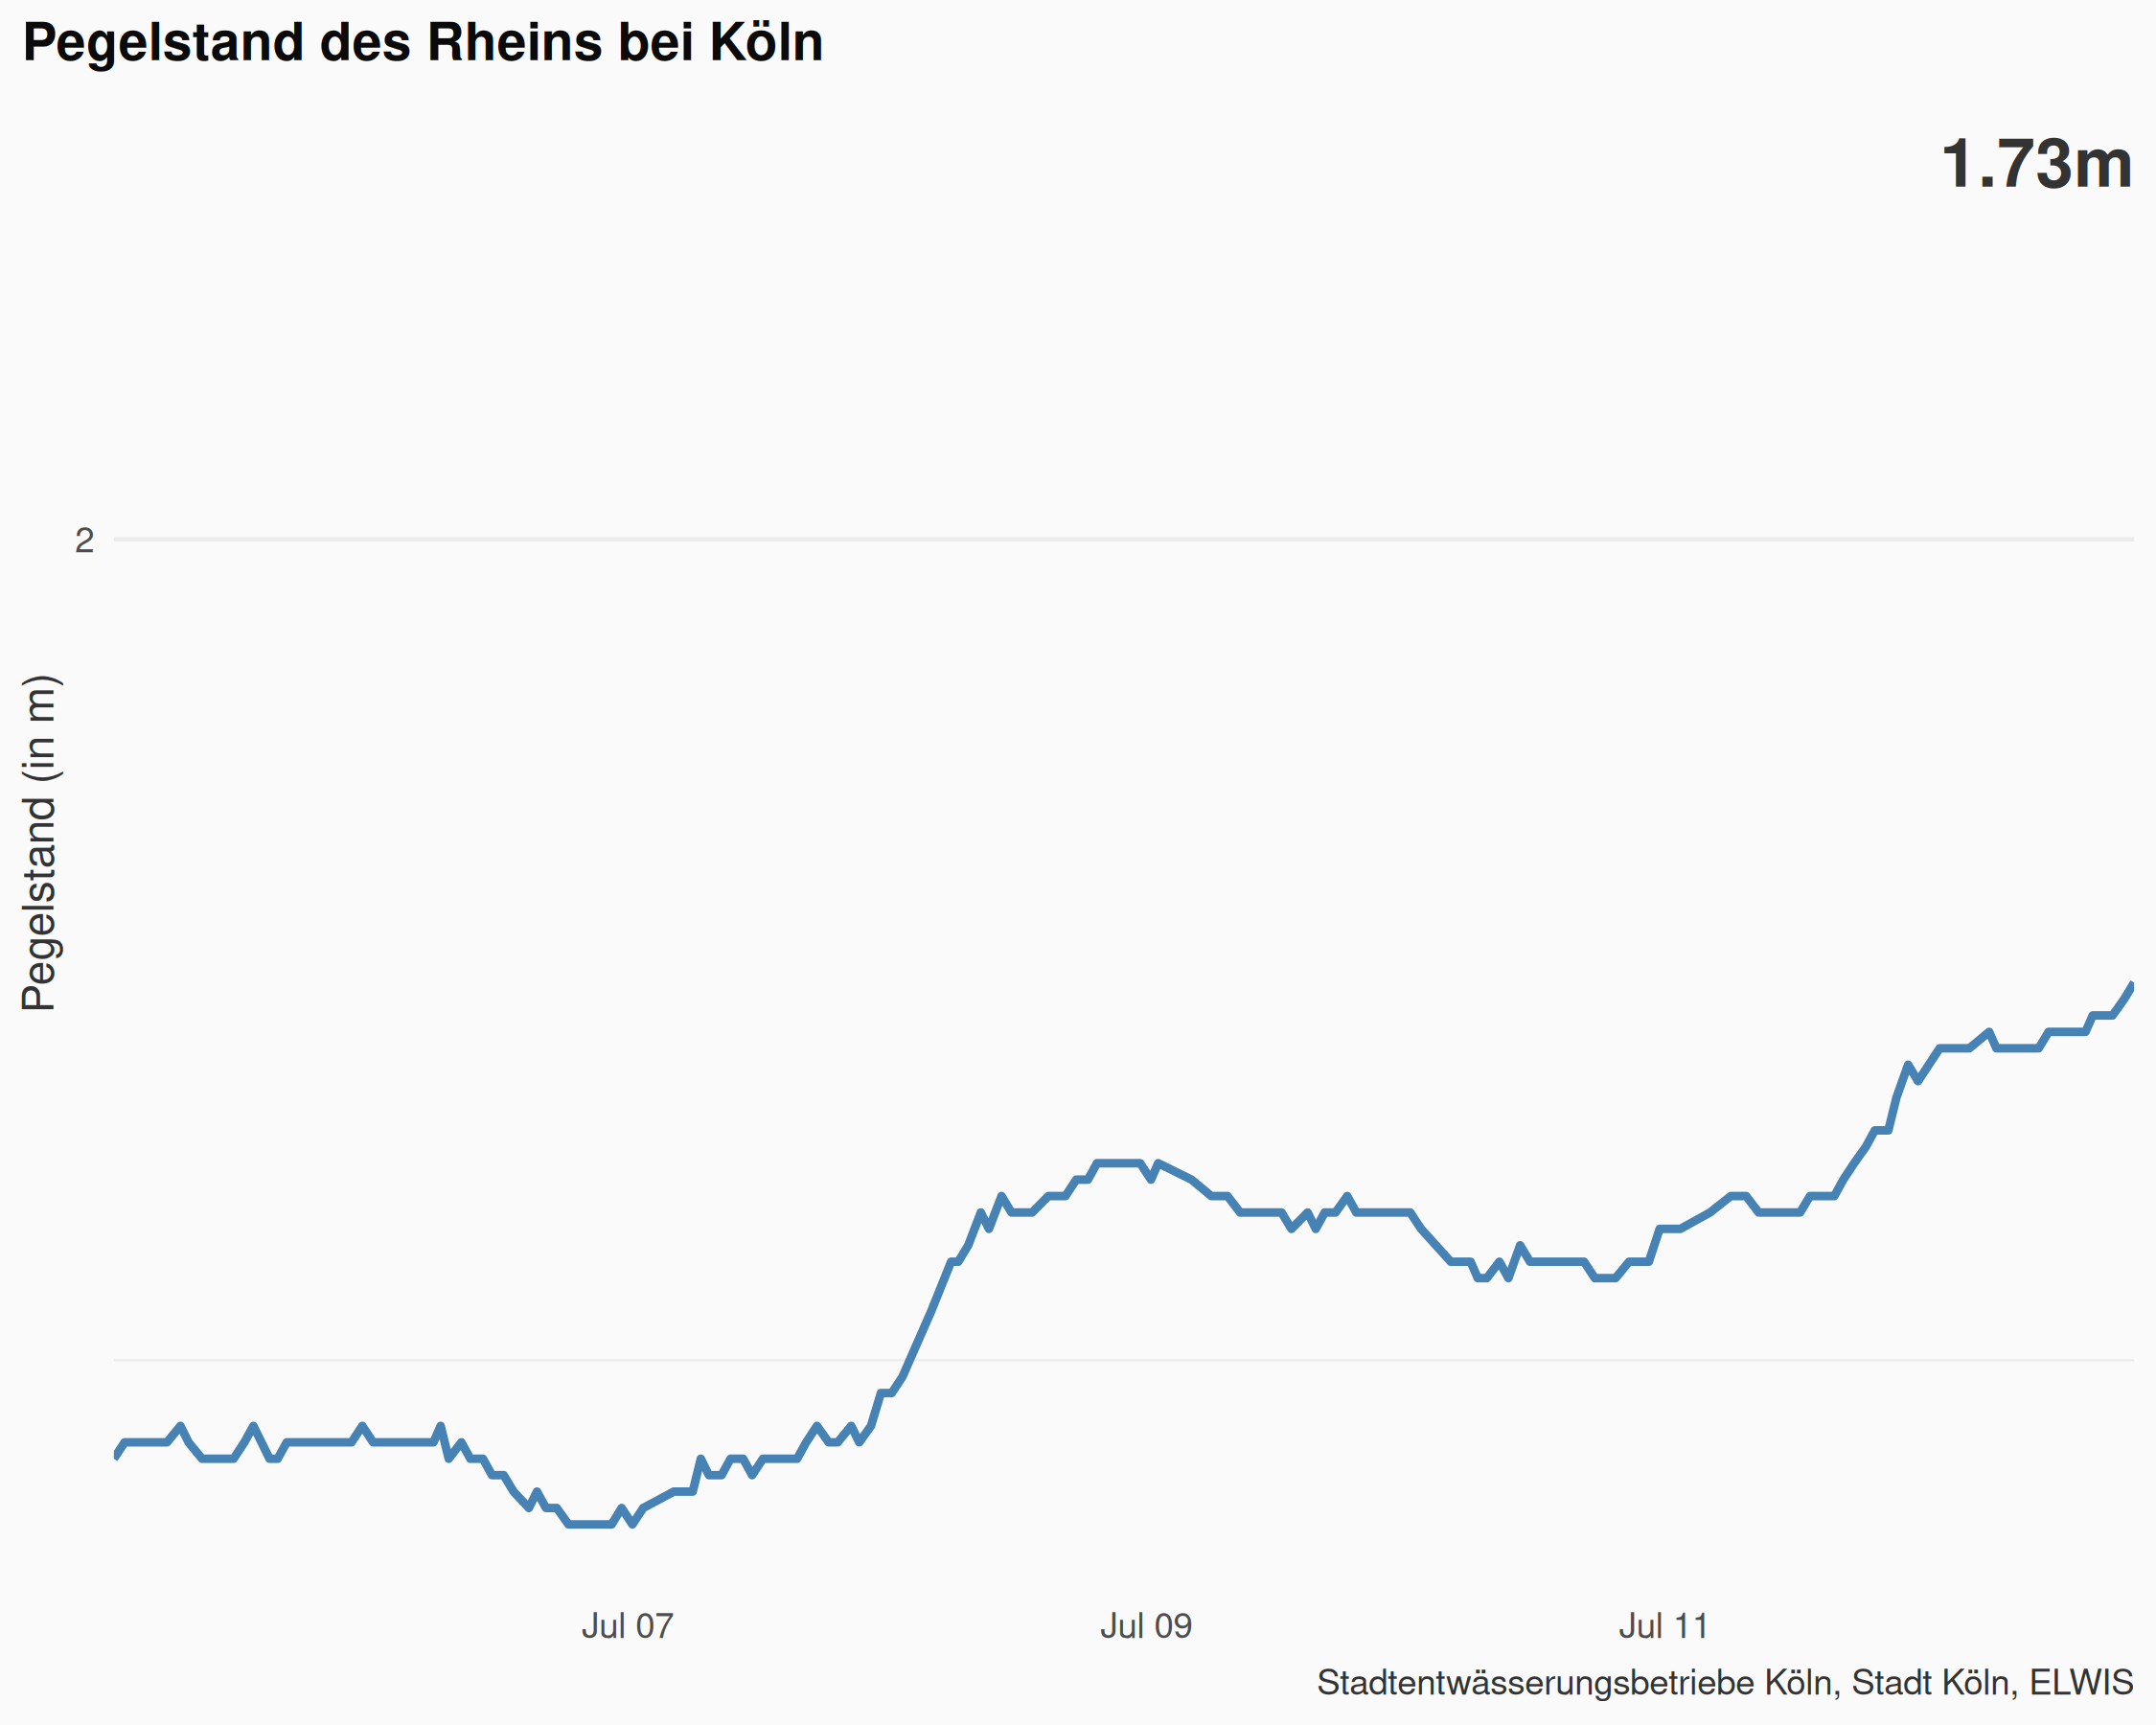 Pegelstand des Rheins bei Köln
1.73m
2
Pegelstand (in m)
Jul 07
Jul 09
Jul 11
Stadtentwässerungsbetriebe Köln, Stadt Köln, ELWIS